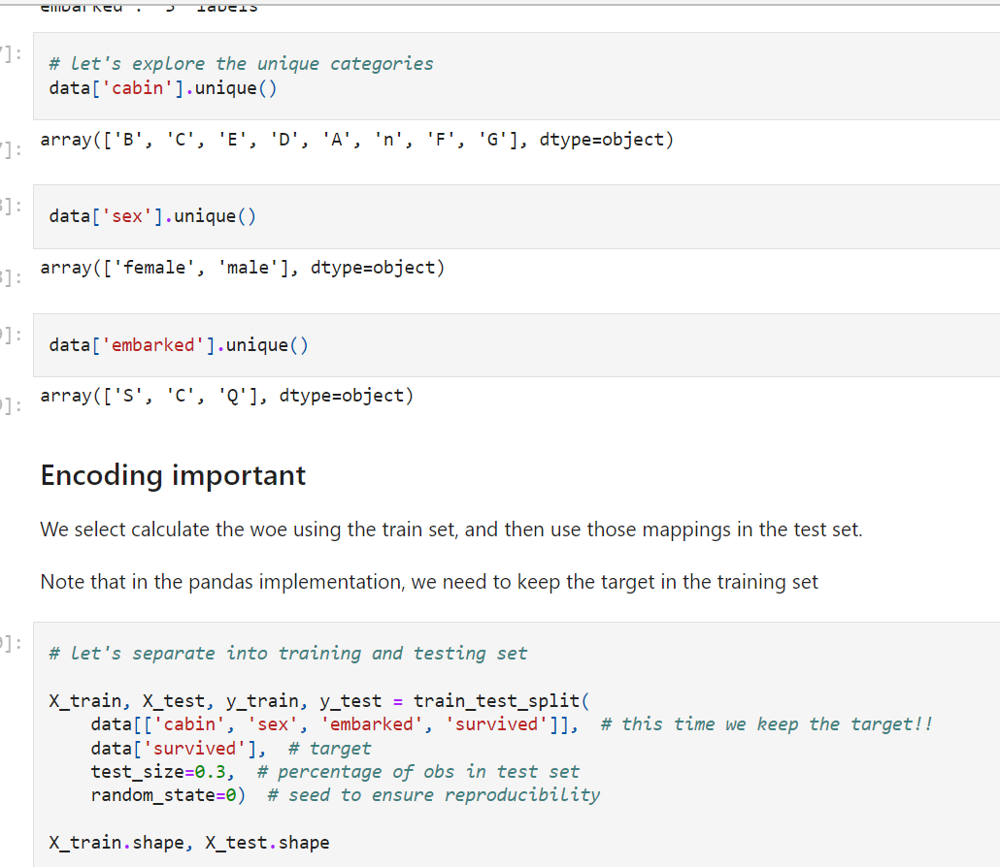 embarked : 3 labels
]:
# let's explore the unique categories
data['cabin'].unique()
]:
array(['B', 'C', 'E', 'D', 'A', 'n', 'F', 'G'], dtype=object)
]:
data['sex'].unique()
]:
array(['female', 'male'], dtype=object)
]:
data['embarked'].unique()
]:
array(['S', 'C', 'Q'], dtype=object)
Encoding important
We select calculate the woe using the train set, and then use those mappings in the test set.
Note that in the pandas implementation, we need to keep the target in the training set
]:
# let's separate into training and testing set
X_train, X_test, y_train, y_test = train_test_split(
    data[['cabin', 'sex', 'embarked', 'survived']],  # this time we keep the target!!
    data['survived'],  # target
    test_size=0.3,  # percentage of obs in test set
    random_state=0)  # seed to ensure reproducibility
X_train.shape, X_test.shape